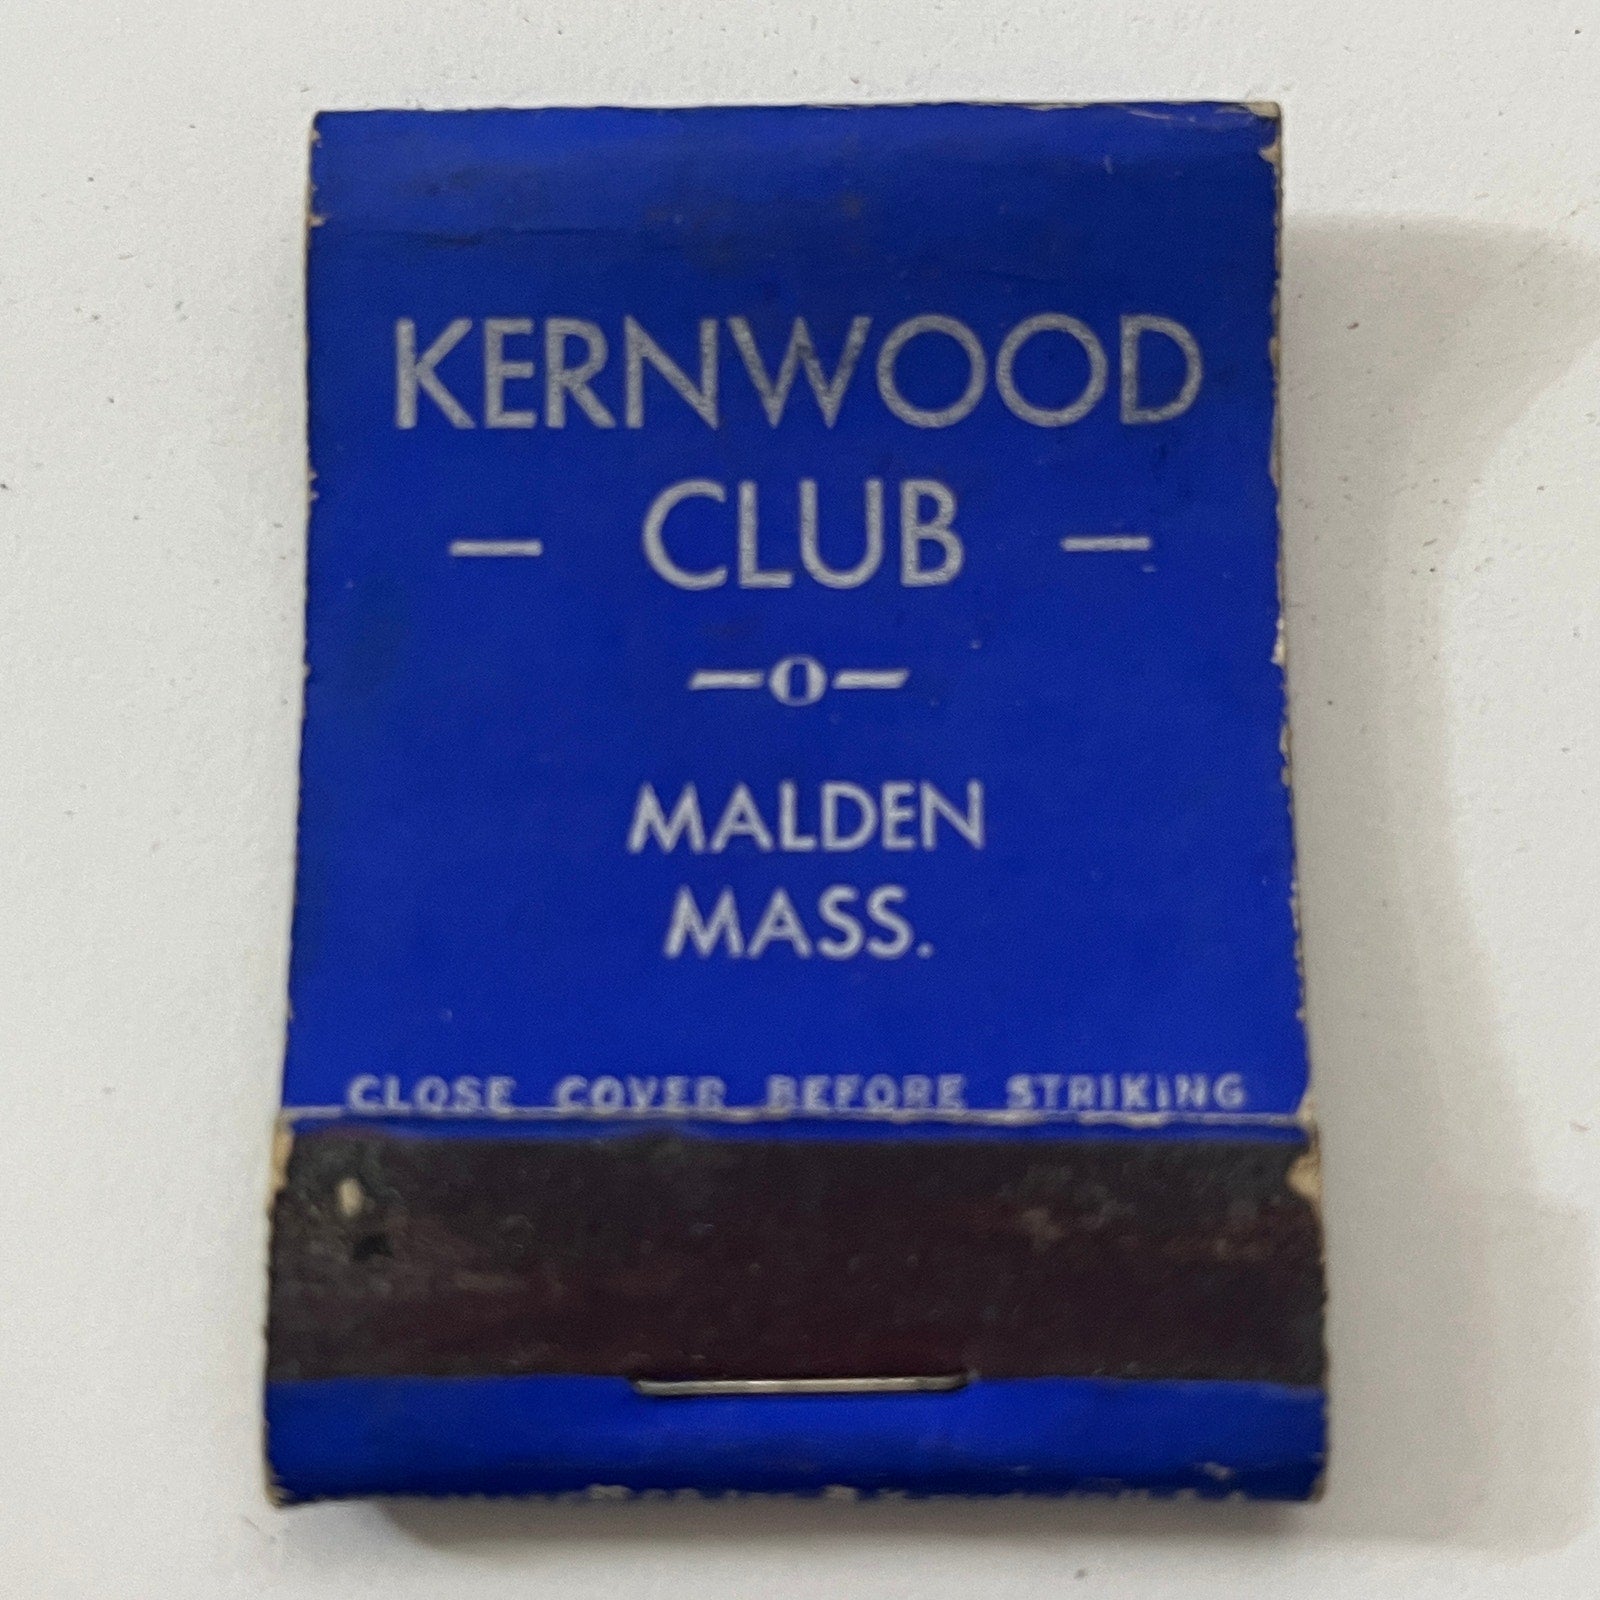 KERNWOOD
— CLUB —
—O—
MALDEN
MASS.
CLOSE COVER BEFORE STRIKING